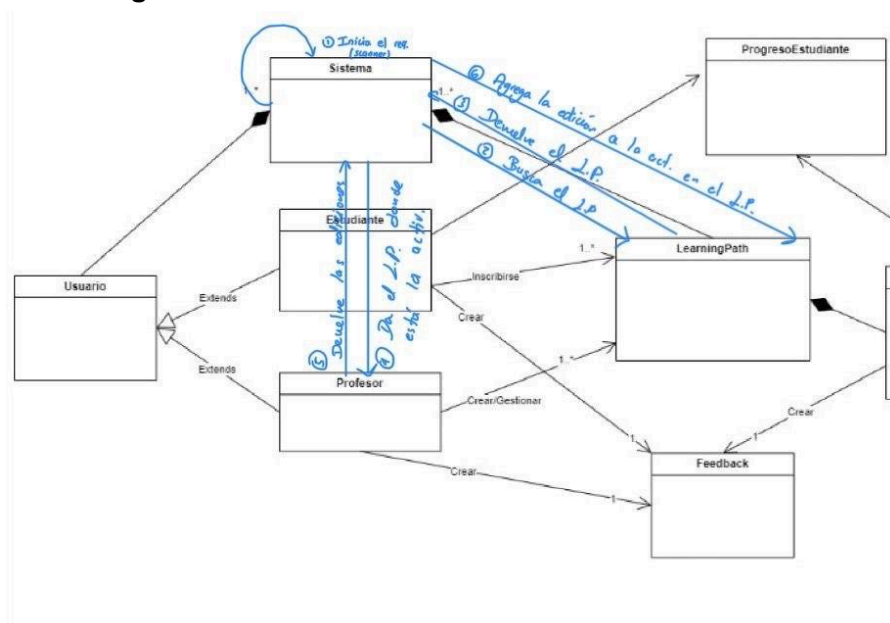 ① Inicia el req.
(scanner)
Sistema
1..*
1..*
⑥ Agrega la edición a la act. en el L.P.
③ Devuelve el L.P.
② Busca el L.P
ProgresoEstudiante
Estudiante
⑤ Devuelve las ediciones
④ Da el L.P. donde
está la activ.
LearningPath
1..*
Inscribirse
Usuario
Extends
Crear
Extends
Profesor
1..*
Crear/Gestionar
Crear
1
1
Feedback
Crear
1